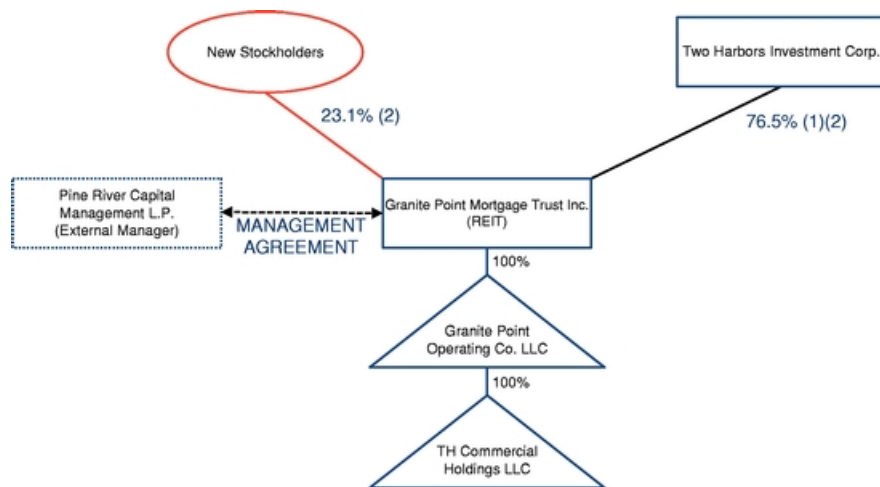 New Stockholders
Two Harbors Investment Corp.
23.1% (2)
76.5% (1)(2)
Pine River Capital
Management L.P.
(External Manager)
MANAGEMENT
AGREEMENT
Granite Point Mortgage Trust Inc.
(REIT)
100%
Granite Point
Operating Co. LLC
100%
TH Commercial
Holdings LLC